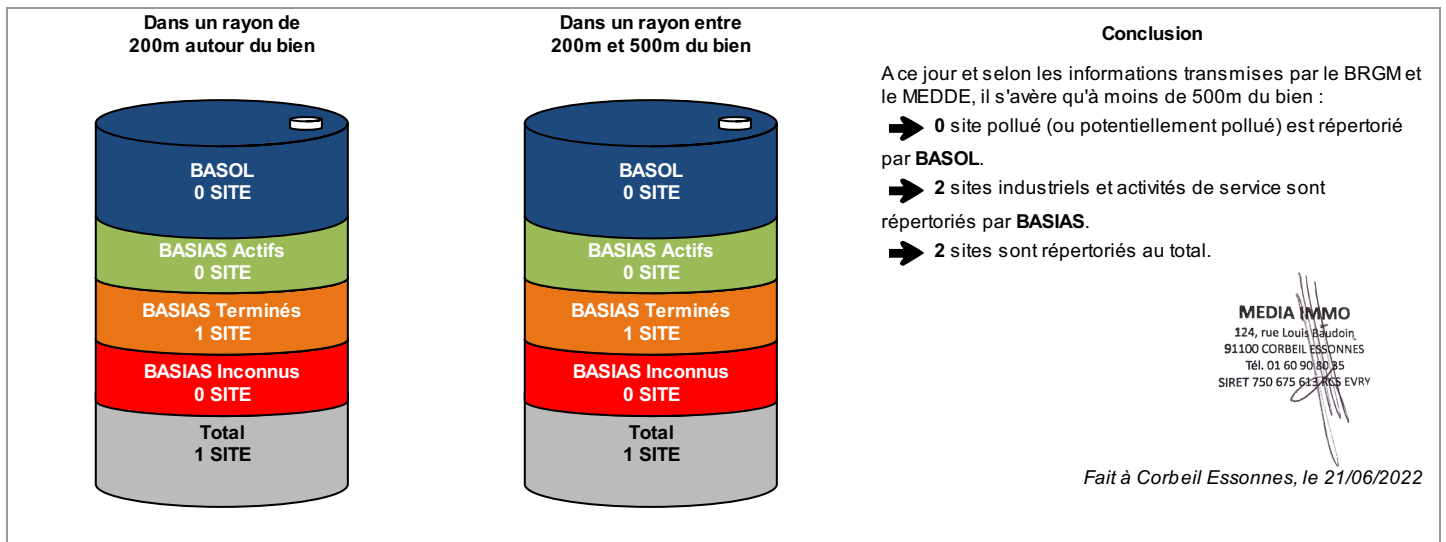 Dans un rayon de
200m autour du bien
BASOL
0 SITE
BASIAS Actifs
0 SITE
BASIAS Terminés
1 SITE
BASIAS Inconnus
0 SITE
Total
1 SITE
Dans un rayon entre
200m et 500m du bien
BASOL
0 SITE
BASIAS Actifs
0 SITE
BASIAS Terminés
1 SITE
BASIAS Inconnus
0 SITE
Total
1 SITE
Conclusion
A ce jour et selon les informations transmises par le BRGM et
le MEDDE, il s'avère qu'à moins de 500m du bien :
0 site pollué (ou potentiellement pollué) est répertorié
par BASOL.
2 sites industriels et activités de service sont
répertoriés par BASIAS.
2 sites sont répertoriés au total.
MEDIA IMMO
124, rue Louis Baudoin
91100 CORBEIL ESSONNES
Tél. 01 60 90 80 85
SIRET 750 675 613 RCS EVRY
Fait à Corbeil Essonnes, le 21/06/2022